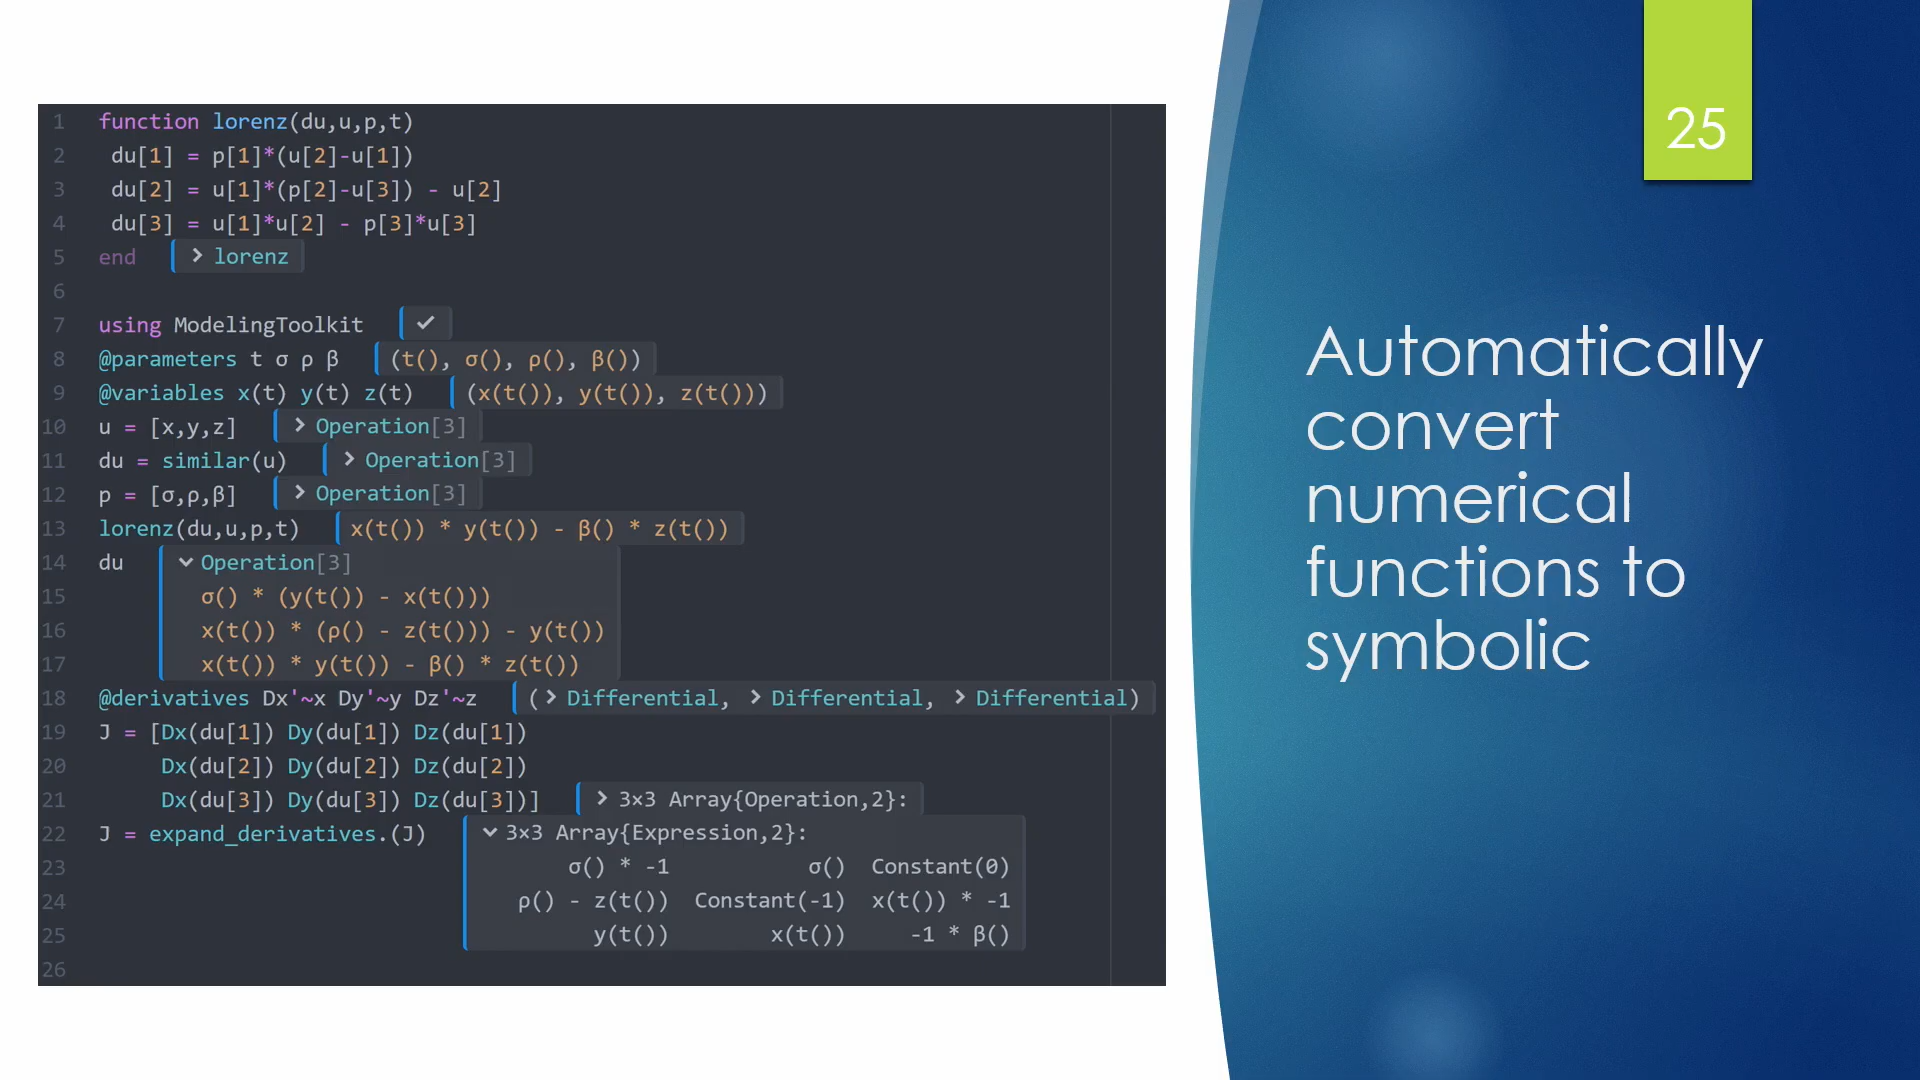 1 function lorenz(du,u,p,t)
2 du[1] = p[1]*(u[2]-u[1])
3 du[2] = u[1]*(p[2]-u[3]) - u[2]
4 du[3] = u[1]*u[2] - p[3]*u[3]
5 end > lorenz
6
7 using ModelingToolkit ✓
8 @parameters t σ ρ β (t(), σ(), ρ(), β())
9 @variables x(t) y(t) z(t) (x(t()), y(t()), z(t()))
10 u = [x,y,z] > Operation[3]
11 du = similar(u) > Operation[3]
12 p = [σ,ρ,β] > Operation[3]
13 lorenz(du,u,p,t) x(t()) * y(t()) - β() * z(t())
14 du ⌄ Operation[3]
15 σ() * (y(t()) - x(t()))
16 x(t()) * (ρ() - z(t())) - y(t())
17 x(t()) * y(t()) - β() * z(t())
18 @derivatives Dx'~x Dy'~y Dz'~z (> Differential, > Differential, > Differential)
19 J = [Dx(du[1]) Dy(du[1]) Dz(du[1])
20 Dx(du[2]) Dy(du[2]) Dz(du[2])
21 Dx(du[3]) Dy(du[3]) Dz(du[3])] > 3×3 Array{Operation,2}:
22 J = expand_derivatives.(J) ⌄ 3×3 Array{Expression,2}:
23 σ() * -1 σ() Constant(0)
24 ρ() - z(t()) Constant(-1) x(t()) * -1
25 y(t()) x(t()) -1 * β()
26
25
Automatically
convert
numerical
functions to
symbolic